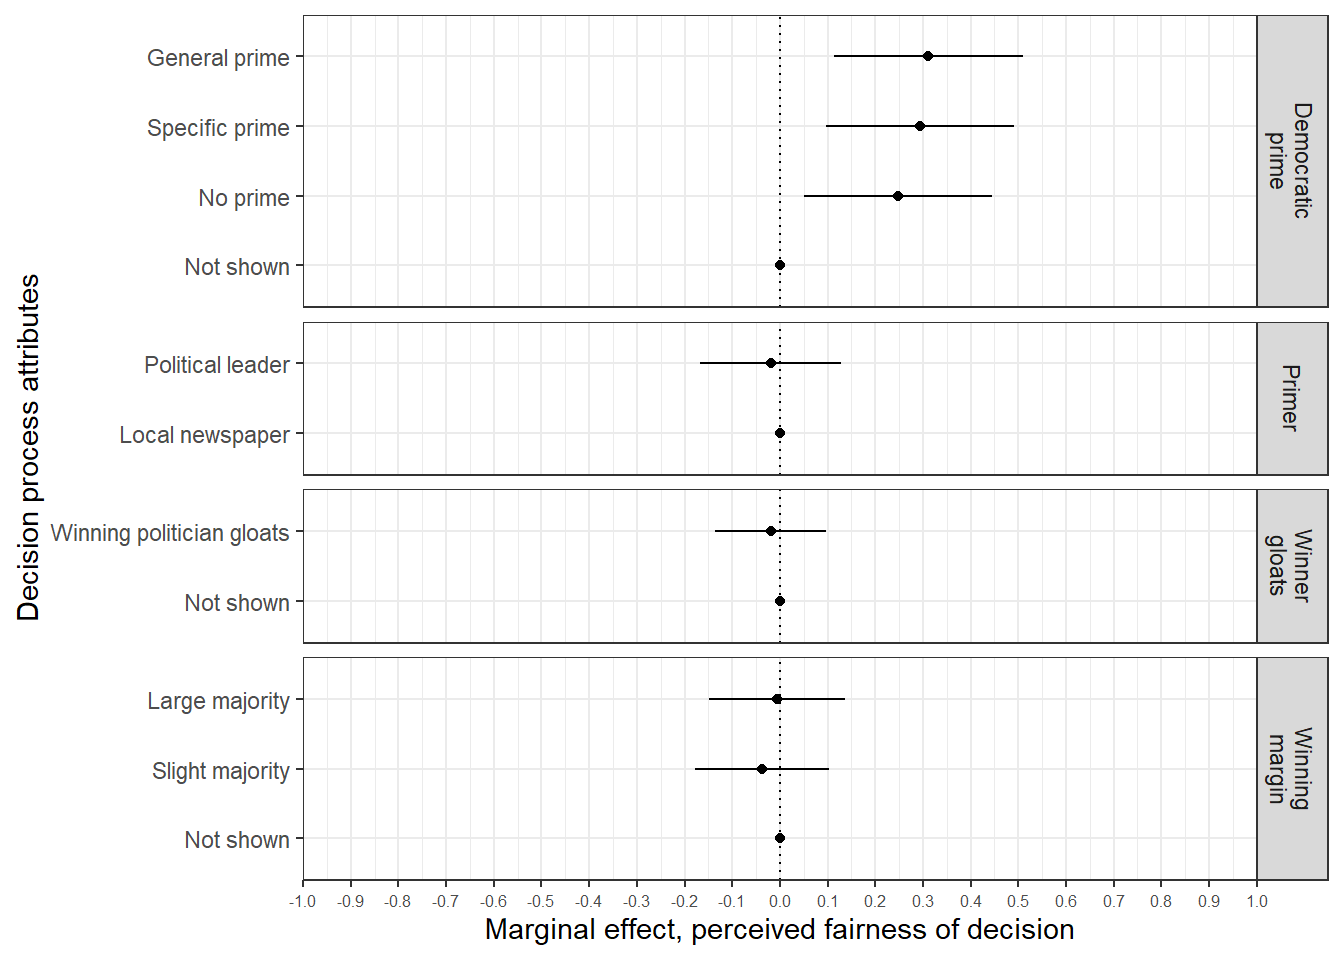 Decision process attributes
General prime
Specific prime
No prime
Not shown
Democratic
prime
Political leader
Local newspaper
Primer
Winning politician gloats
Not shown
Winner
gloats
Large majority
Slight majority
Not shown
Winning
margin
-1.0 -0.9 -0.8 -0.7 -0.6 -0.5 -0.4 -0.3 -0.2 -0.1 0.0 0.1 0.2 0.3 0.4 0.5 0.6 0.7 0.8 0.9 1.0
Marginal effect, perceived fairness of decision